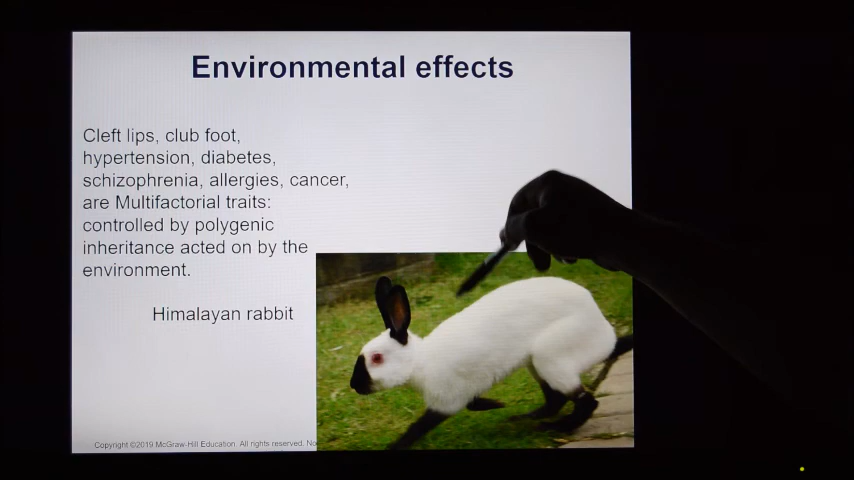 Environmental effects
Cleft lips, club foot,
hypertension, diabetes,
schizophrenia, allergies, cancer,
are Multifactorial traits:
controlled by polygenic
inheritance acted on by the
environment.
Himalayan rabbit
Copyright ©2019 McGraw-Hill Education. All rights reserved. No